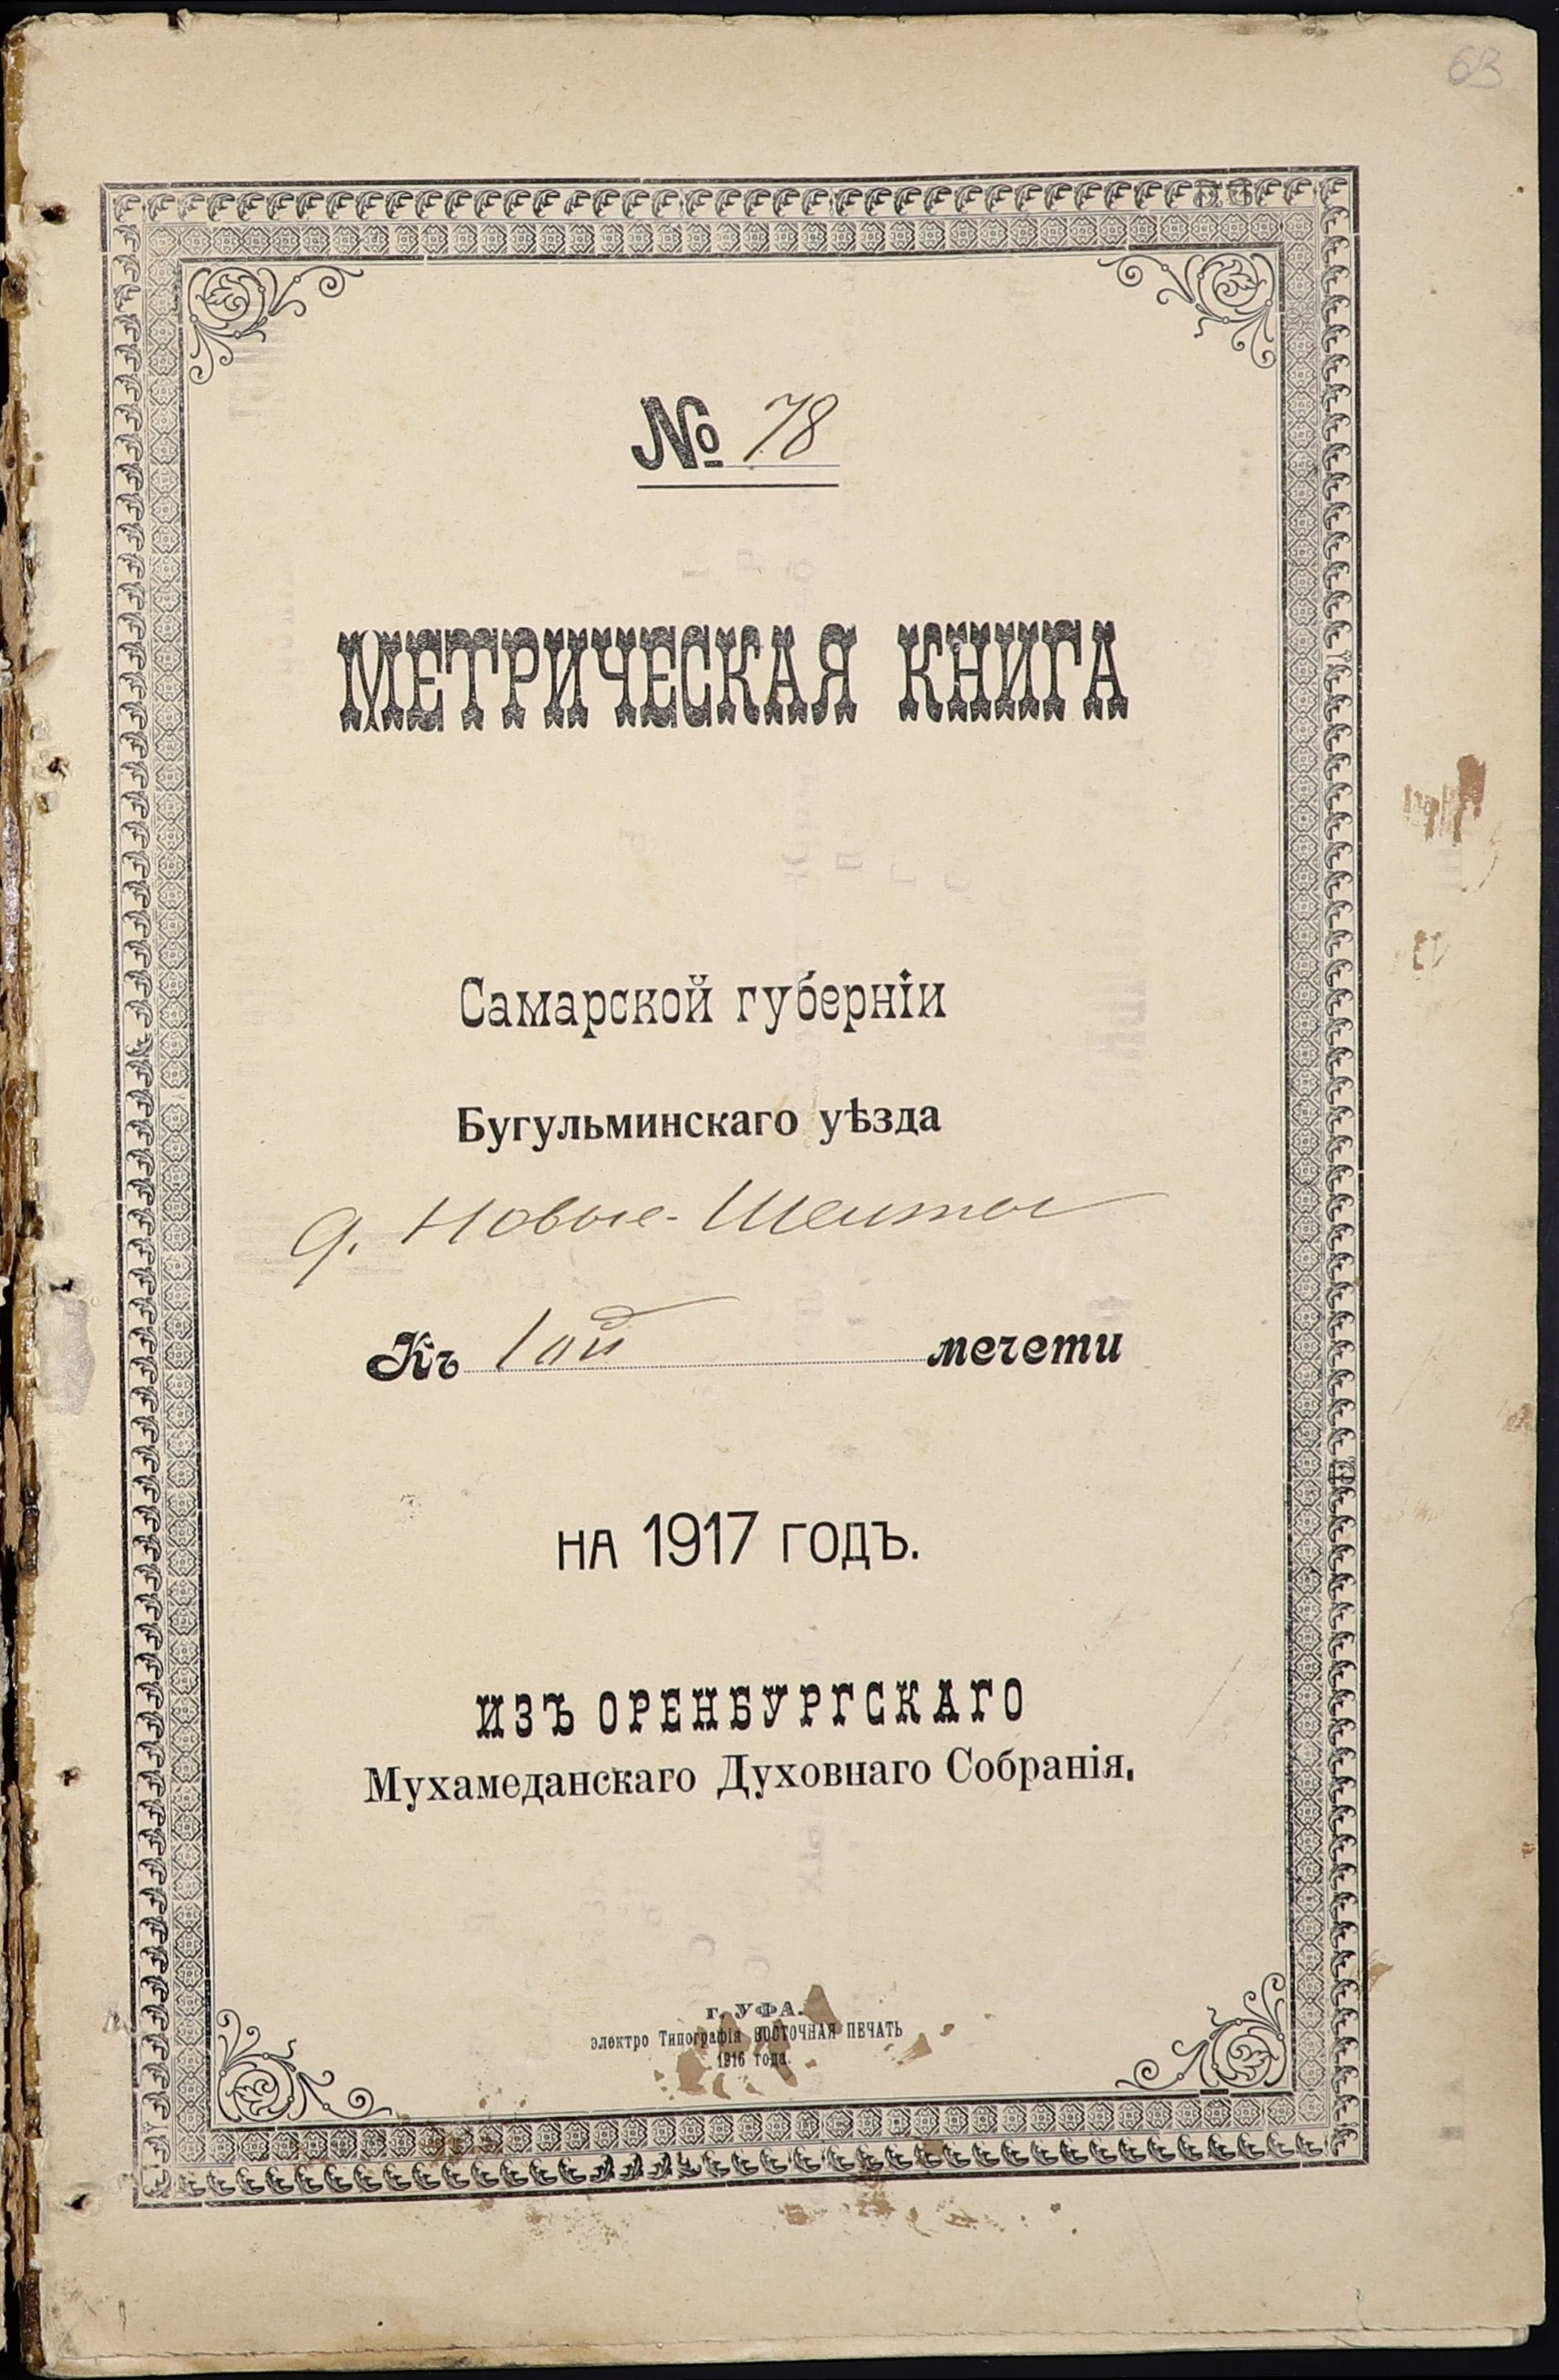 63
№ 78
МЕТРИЧЕСКАЯ КНИГА
Самарской губерніи
Бугульминскаго уѣзда
д. Новые-Шенталы
Къ 1ой мечети
НА 1917 ГОДЪ.
ИЗЪ ОРЕНБУРГСКАГО
Мухамеданскаго Духовнаго Собранія.
г. УФА.
электро Типографія ВОСТОЧНАЯ ПЕЧАТЬ
1916 года.